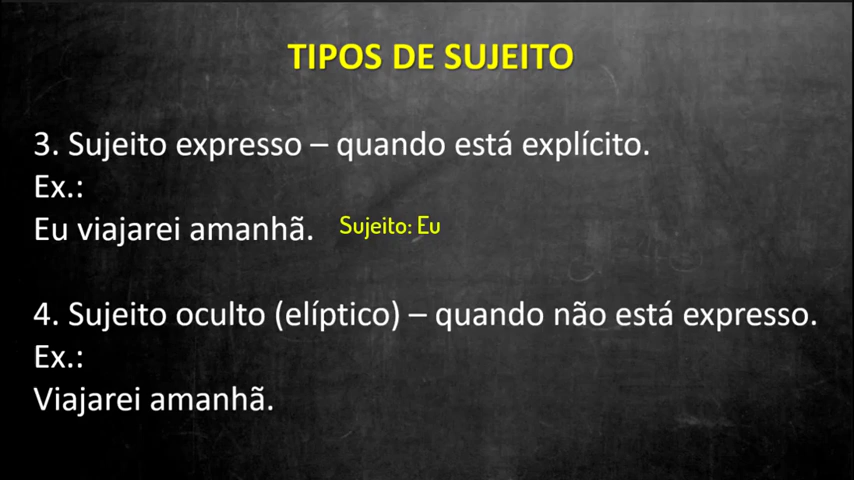 TIPOS DE SUJEITO
3. Sujeito expresso – quando está explícito.
Ex.:
Eu viajarei amanhã. Sujeito: Eu
4. Sujeito oculto (elíptico) – quando não está expresso.
Ex.:
Viajarei amanhã.